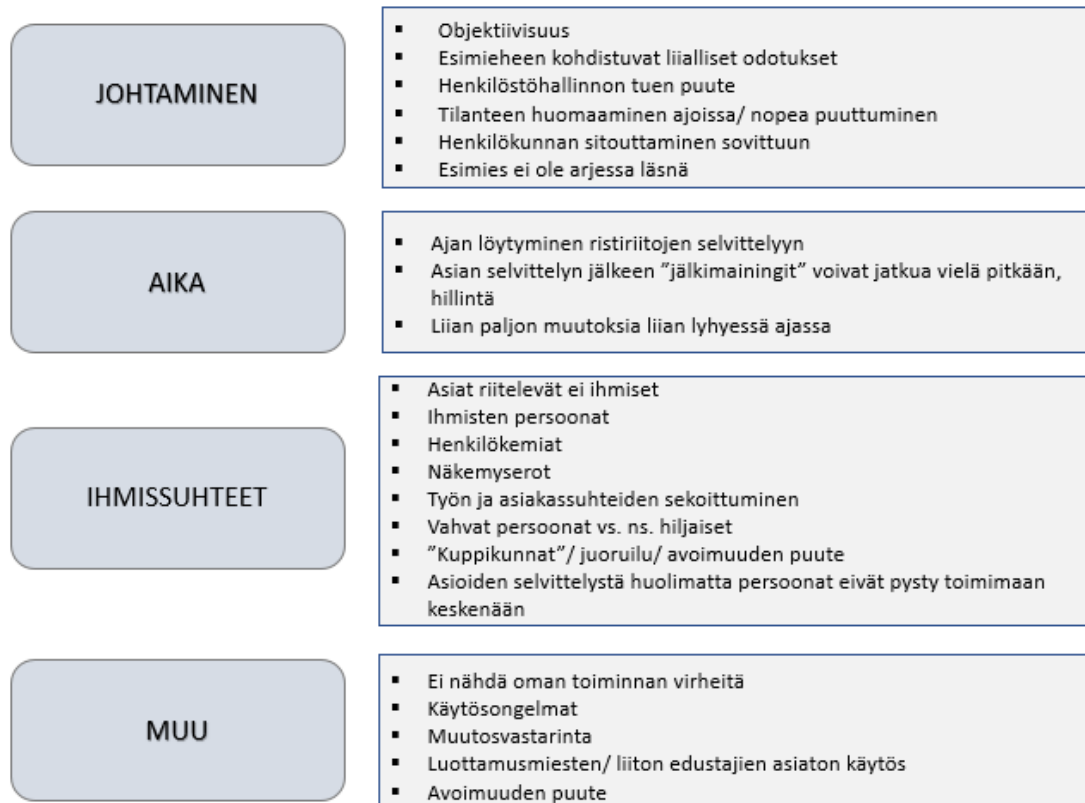 JOHTAMINEN
▪ Objektiivisuus
▪ Esimieheen kohdistuvat liialliset odotukset
▪ Henkilöstöhallinnon tuen puute
▪ Tilanteen huomaaminen ajoissa/ nopea puuttuminen
▪ Henkilökunnan sitouttaminen sovittuun
▪ Esimies ei ole arjessa läsnä
AIKA
▪ Ajan löytyminen ristiriitojen selvittelyyn
▪ Asian selvittelyn jälkeen ”jälkimainingit” voivat jatkua vielä pitkään,
hillintä
▪ Liian paljon muutoksia liian lyhyessä ajassa
IHMISSUHTEET
▪ Asiat riitelevät ei ihmiset
▪ Ihmisten persoonat
▪ Henkilökemiat
▪ Näkemyserot
▪ Työn ja asiakassuhteiden sekoittuminen
▪ Vahvat persoonat vs. ns. hiljaiset
▪ ”Kuppikunnat”/ juoruilu/ avoimuuden puute
▪ Asioiden selvittelystä huolimatta persoonat eivät pysty toimimaan
keskenään
MUU
▪ Ei nähdä oman toiminnan virheitä
▪ Käytösongelmat
▪ Muutosvastarinta
▪ Luottamusmiesten/ liiton edustajien asiaton käytös
▪ Avoimuuden puute